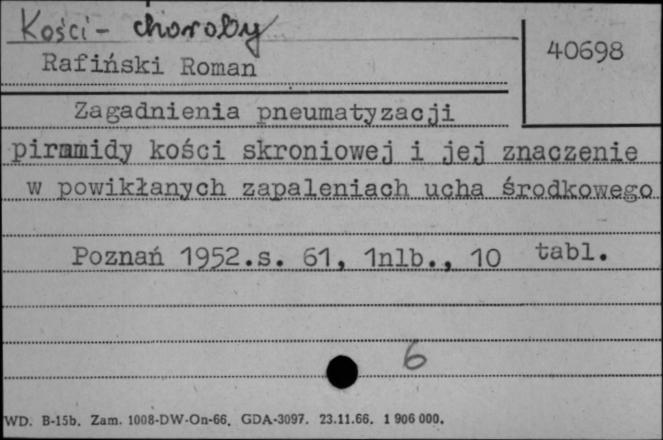 Kości - choroby
40698
Rafiński Roman
Zagadnienia pneumatyzacji
piramidy kości skroniowej i jej znaczenie
w powikłanych zapaleniach ucha środkowego
Poznań 1952.s. 61, 1nlb., 10 tabl.
6
WD. B-15b. Zam. 1008-DW-On-66. GDA-3097. 23.11.66. 1 906 000.